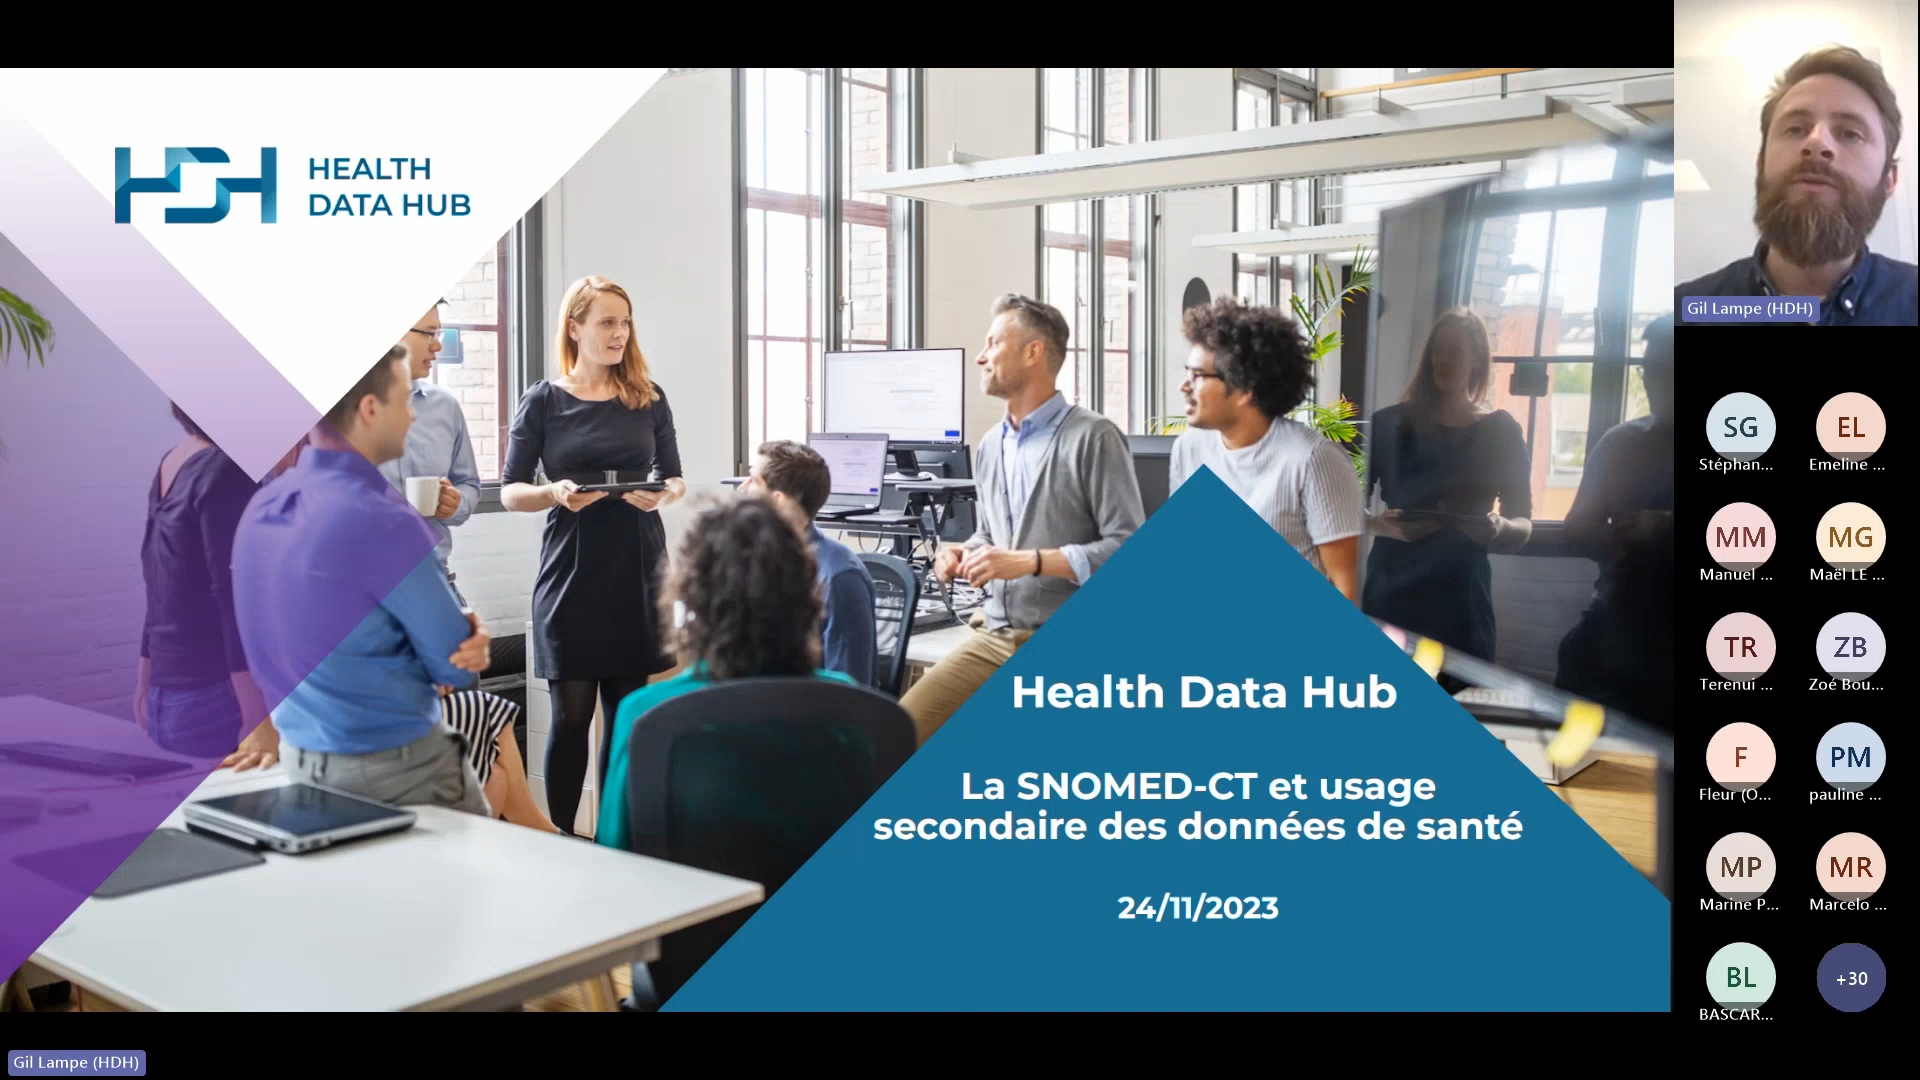 HEALTH
DATA HUB
Health Data Hub
La SNOMED-CT et usage
secondaire des données de santé
24/11/2023
Gil Lampe (HDH)
Gil Lampe (HDH)
SG
Stéphan...
EL
Emeline ...
MM
Manuel ...
MG
Maël LE ...
TR
Terenui ...
ZB
Zoé Bou...
F
Fleur (O...
PM
pauline ...
MP
Marine P...
MR
Marcelo ...
BL
BASCAR...
+30